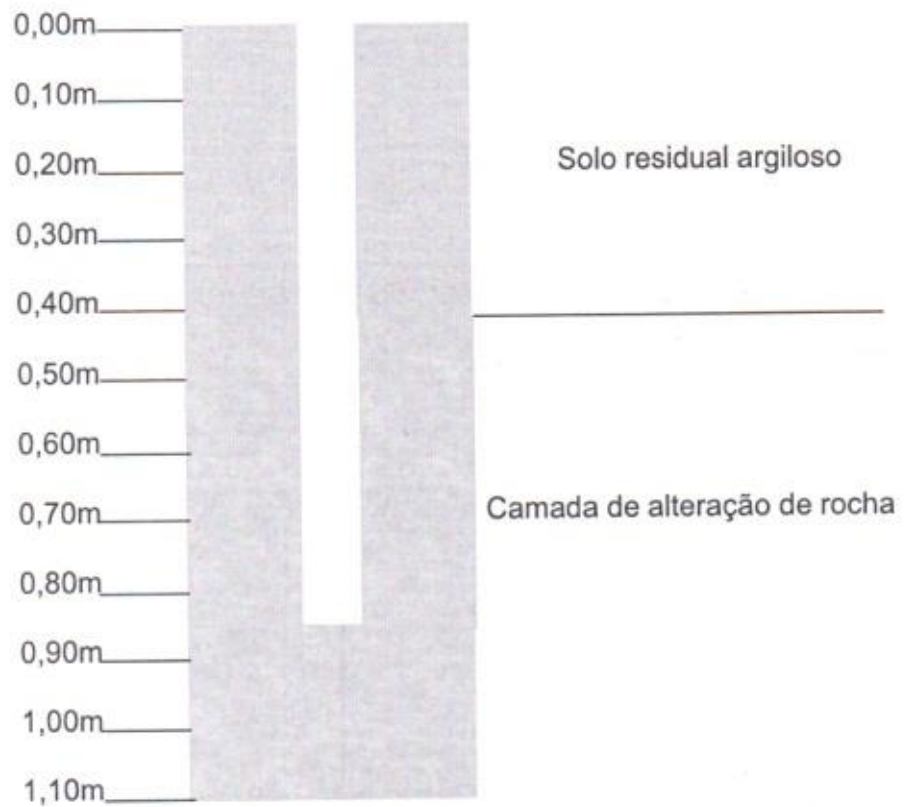 0,00m
0,10m
0,20m
Solo residual argiloso
0,30m
0,40m
0,50m
0,60m
0,70m
Camada de alteração de rocha
0,80m
0,90m
1,00m
1,10m